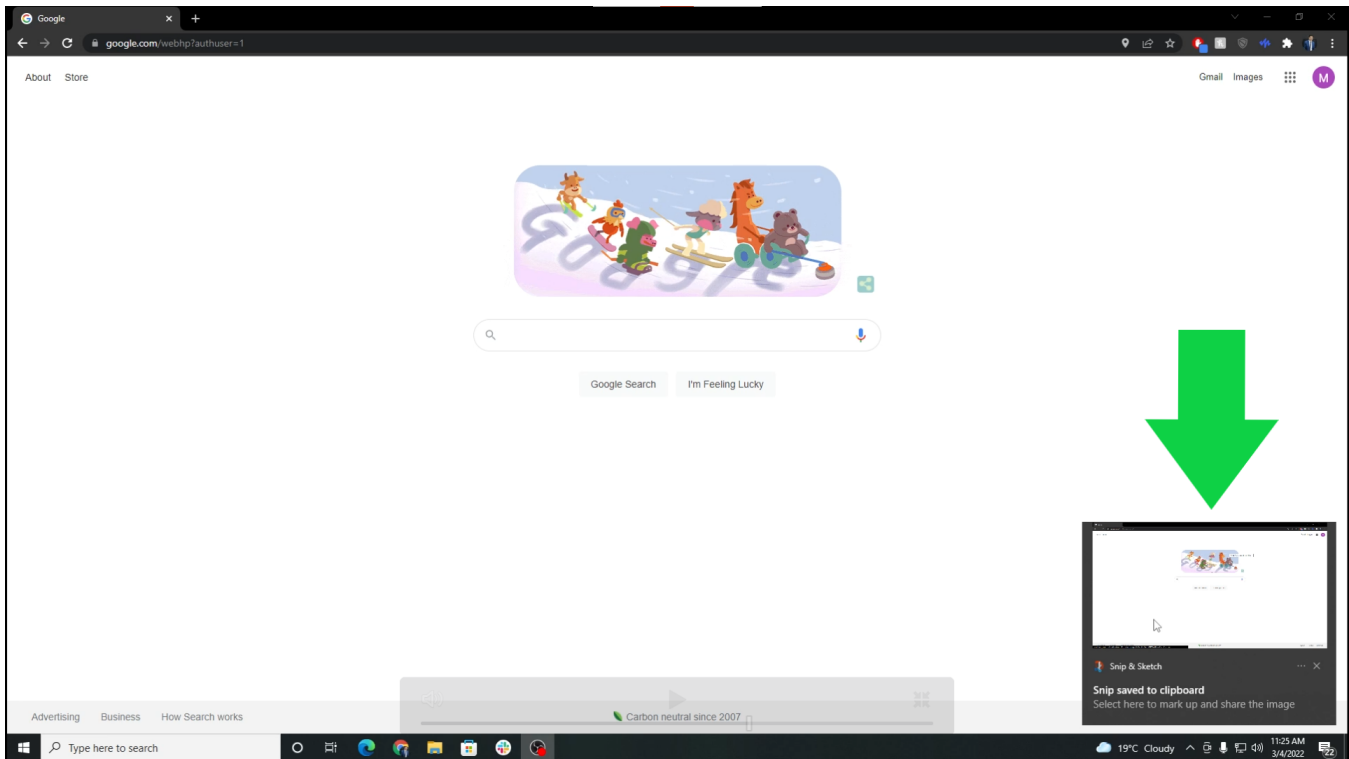 Google
google.com/webhp?authuser=1
About Store
Gmail Images
M
Google
Google Search I'm Feeling Lucky
Snip & Sketch
Snip saved to clipboard
Select here to mark up and share the image
Advertising Business How Search works
Carbon neutral since 2007
Type here to search
19°C Cloudy
11:25 AM
3/4/2022
22